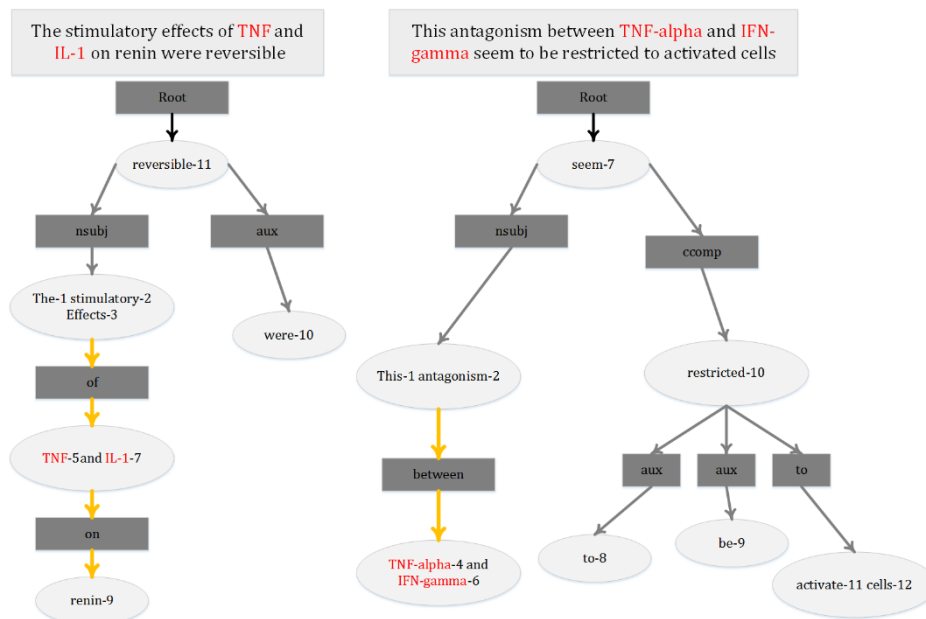 The stimulatory effects of TNF and
IL-1 on renin were reversible
Root
reversible-11
nsubj
aux
The-1 stimulatory-2
Effects-3
were-10
of
TNF-5and IL-1-7
on
renin-9
This antagonism between TNF-alpha and IFN-
gamma seem to be restricted to activated cells
Root
seem-7
nsubj
ccomp
This-1 antagonism-2
restricted-10
between
aux
aux
to
TNF-alpha-4 and
IFN-gamma-6
to-8
be-9
activate-11 cells-12